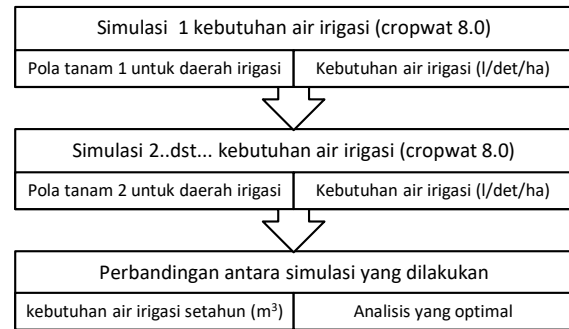 Simulasi 1 kebutuhan air irigasi (cropwat 8.0)
Pola tanam 1 untuk daerah irigasi
Kebutuhan air irigasi (l/det/ha)
Simulasi 2..dst... kebutuhan air irigasi (cropwat 8.0)
Pola tanam 2 untuk daerah irigasi
Kebutuhan air irigasi (l/det/ha)
Perbandingan antara simulasi yang dilakukan
kebutuhan air irigasi setahun (m³)
Analisis yang optimal